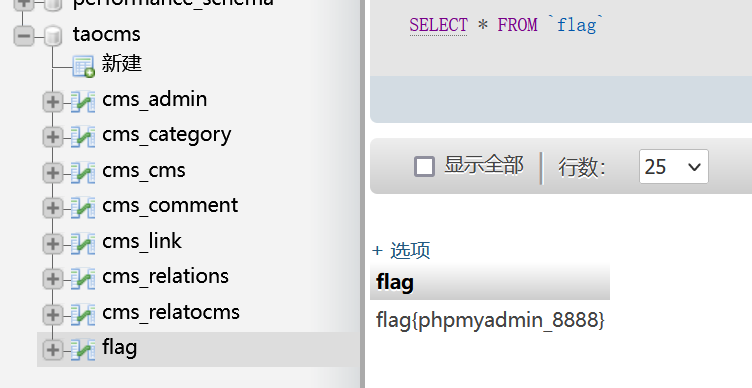 performance_schema
taocms
新建
cms_admin
cms_category
cms_cms
cms_comment
cms_link
cms_relations
cms_relatocms
flag
SELECT * FROM `flag`
显示全部
行数：
25
+ 选项
flag
flag{phpmyadmin_8888}